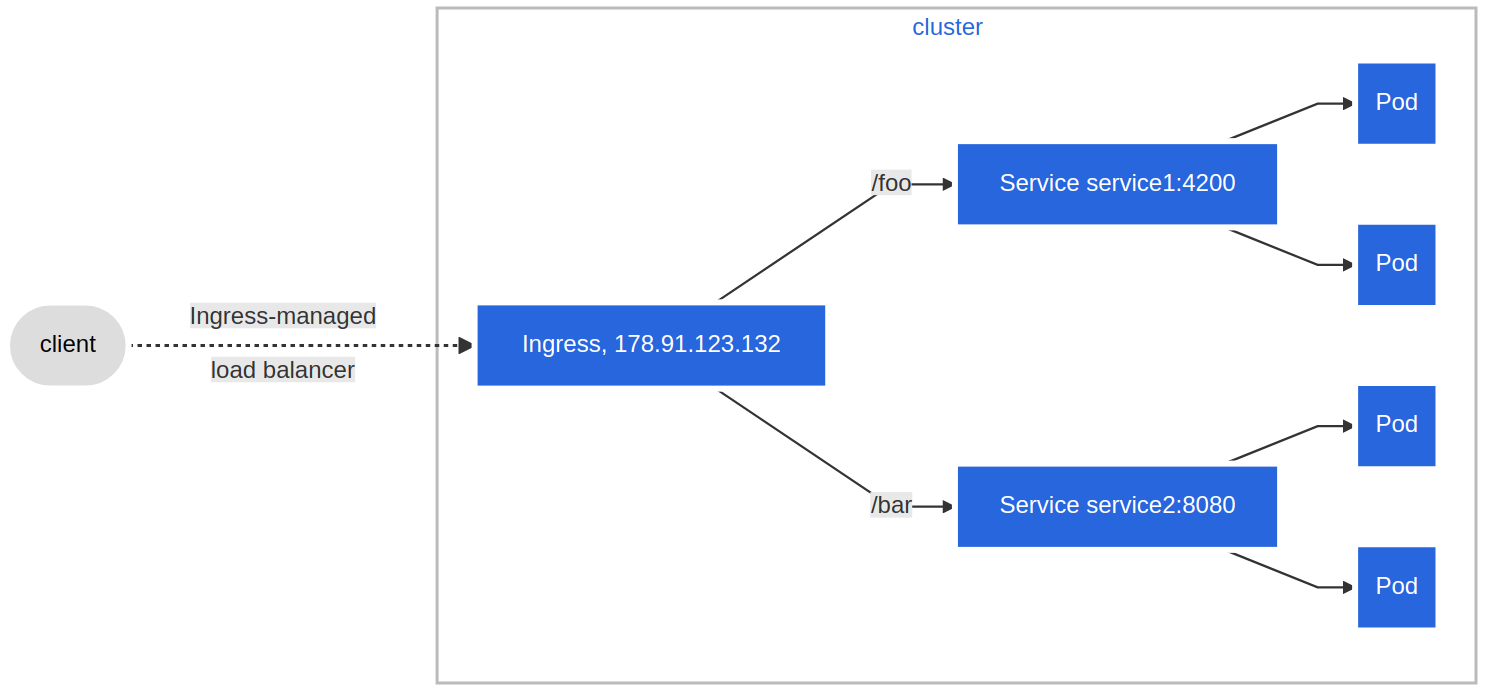 cluster
client
Ingress-managed
load balancer
Ingress, 178.91.123.132
/foo
Service service1:4200
Pod
Pod
/bar
Service service2:8080
Pod
Pod